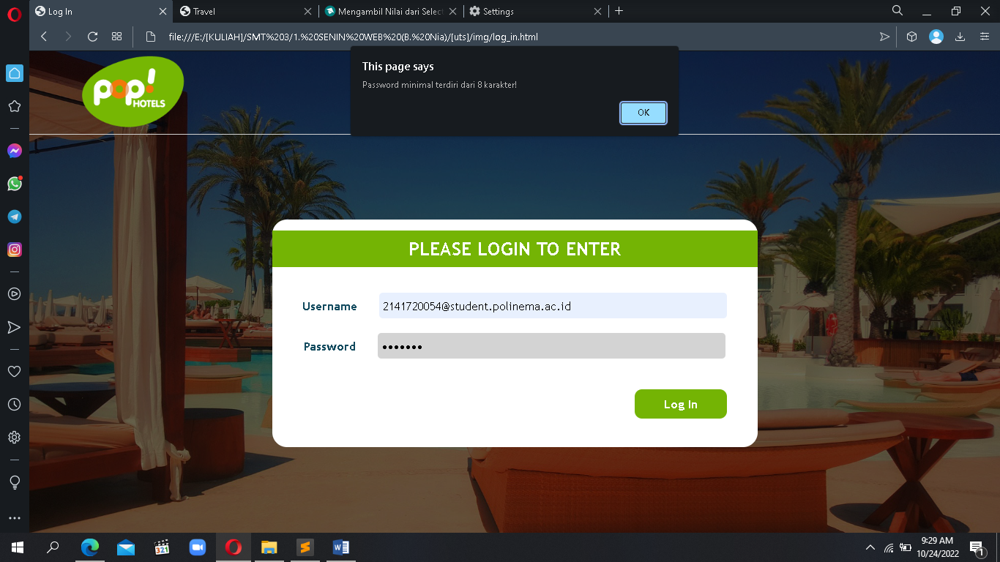 Log In
Travel
Mengambil Nilai dari Select
Settings
file:///E:/[KULIAH]/SMT%203/1.%20SENIN%20WEB%20(B.%20Nia)/[uts]/img/log_in.html
This page says
Password minimal terdiri dari 8 karakter!
OK
pop!
HOTELS
PLEASE LOGIN TO ENTER
Username
2141720054@student.polinema.ac.id
Password
•••••••
Log In
321
9:29 AM
10/24/2022
1